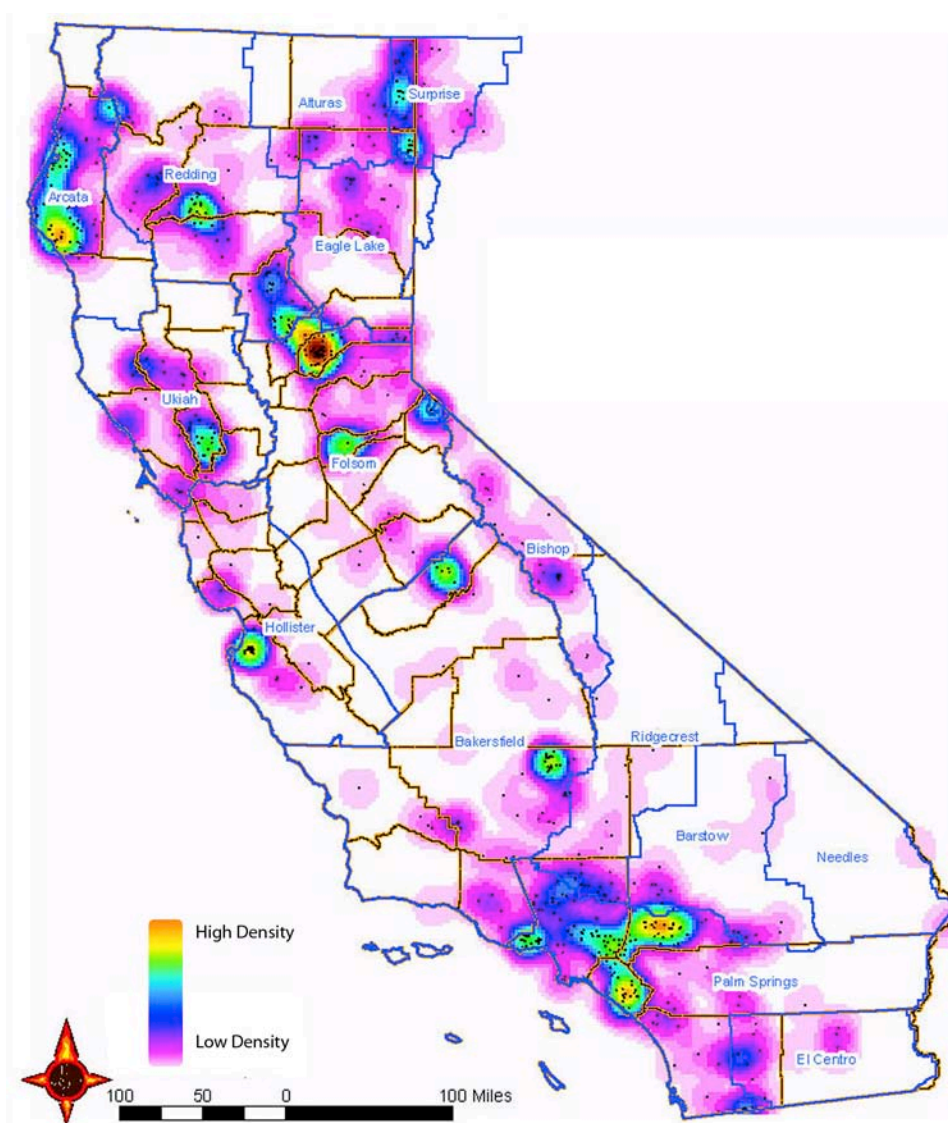 Alturas
Surprise
Redding
Arcata
Eagle Lake
Ukiah
Folsom
Bishop
Hollister
Bakersfield
Ridgecrest
Barstow
Needles
High Density
Palm Springs
Low Density
El Centro
100 50 0 100 Miles